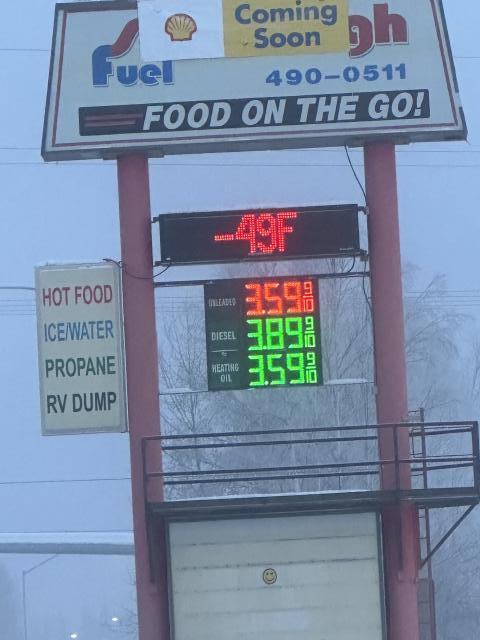 Coming
Soon
gh
Fuel
490-0511
FOOD ON THE GO!
-49F
HOT FOOD
ICE/WATER
PROPANE
RV DUMP
UNLEADED 3.59 9/10
DIESEL 3.89 9/10
HEATING
OIL 3.59 9/10